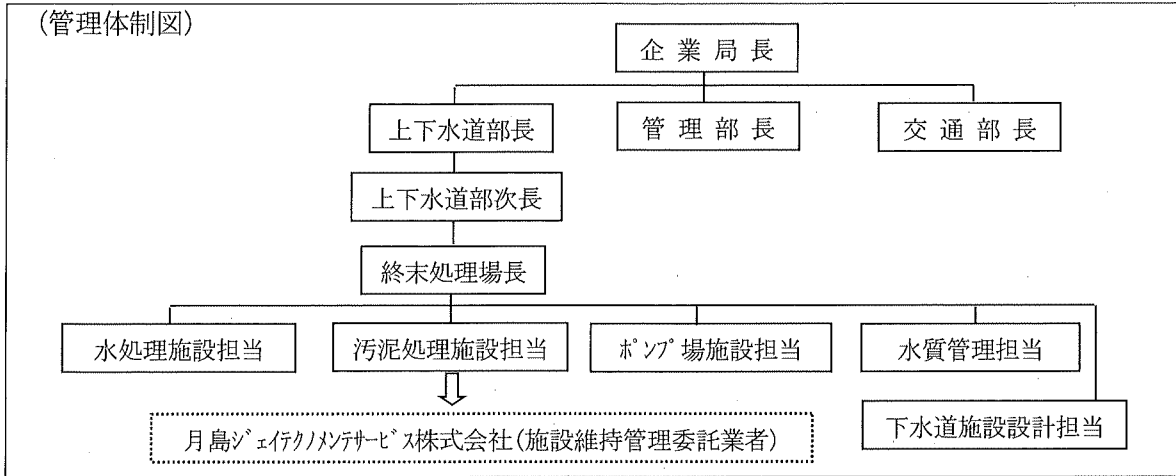 (管理体制図)
企業局長
上下水道部長
管理部長
交通部長
上下水道部次長
終末処理場長
水処理施設担当
汚泥処理施設担当
ﾎﾟﾝﾌﾟ場施設担当
水質管理担当
下水道施設設計担当
月島ｼﾞｪｲﾃｸﾉﾒﾝﾃｻｰﾋﾞｽ株式会社(施設維持管理委託業者)